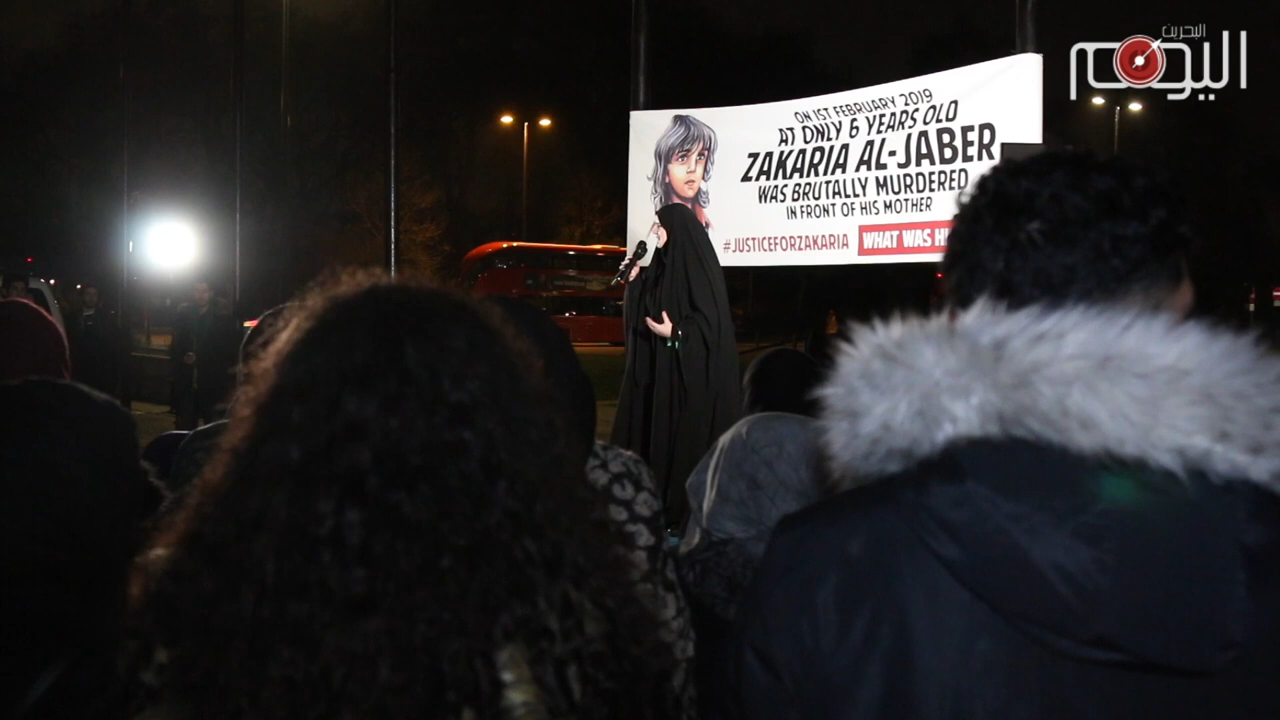 البحرين
اليوم
ON 1ST FEBRUARY 2019
AT ONLY 6 YEARS OLD
ZAKARIA AL-JABER
WAS BRUTALLY MURDERED
IN FRONT OF HIS MOTHER
#JUSTICEFORZAKARIA WHAT WAS